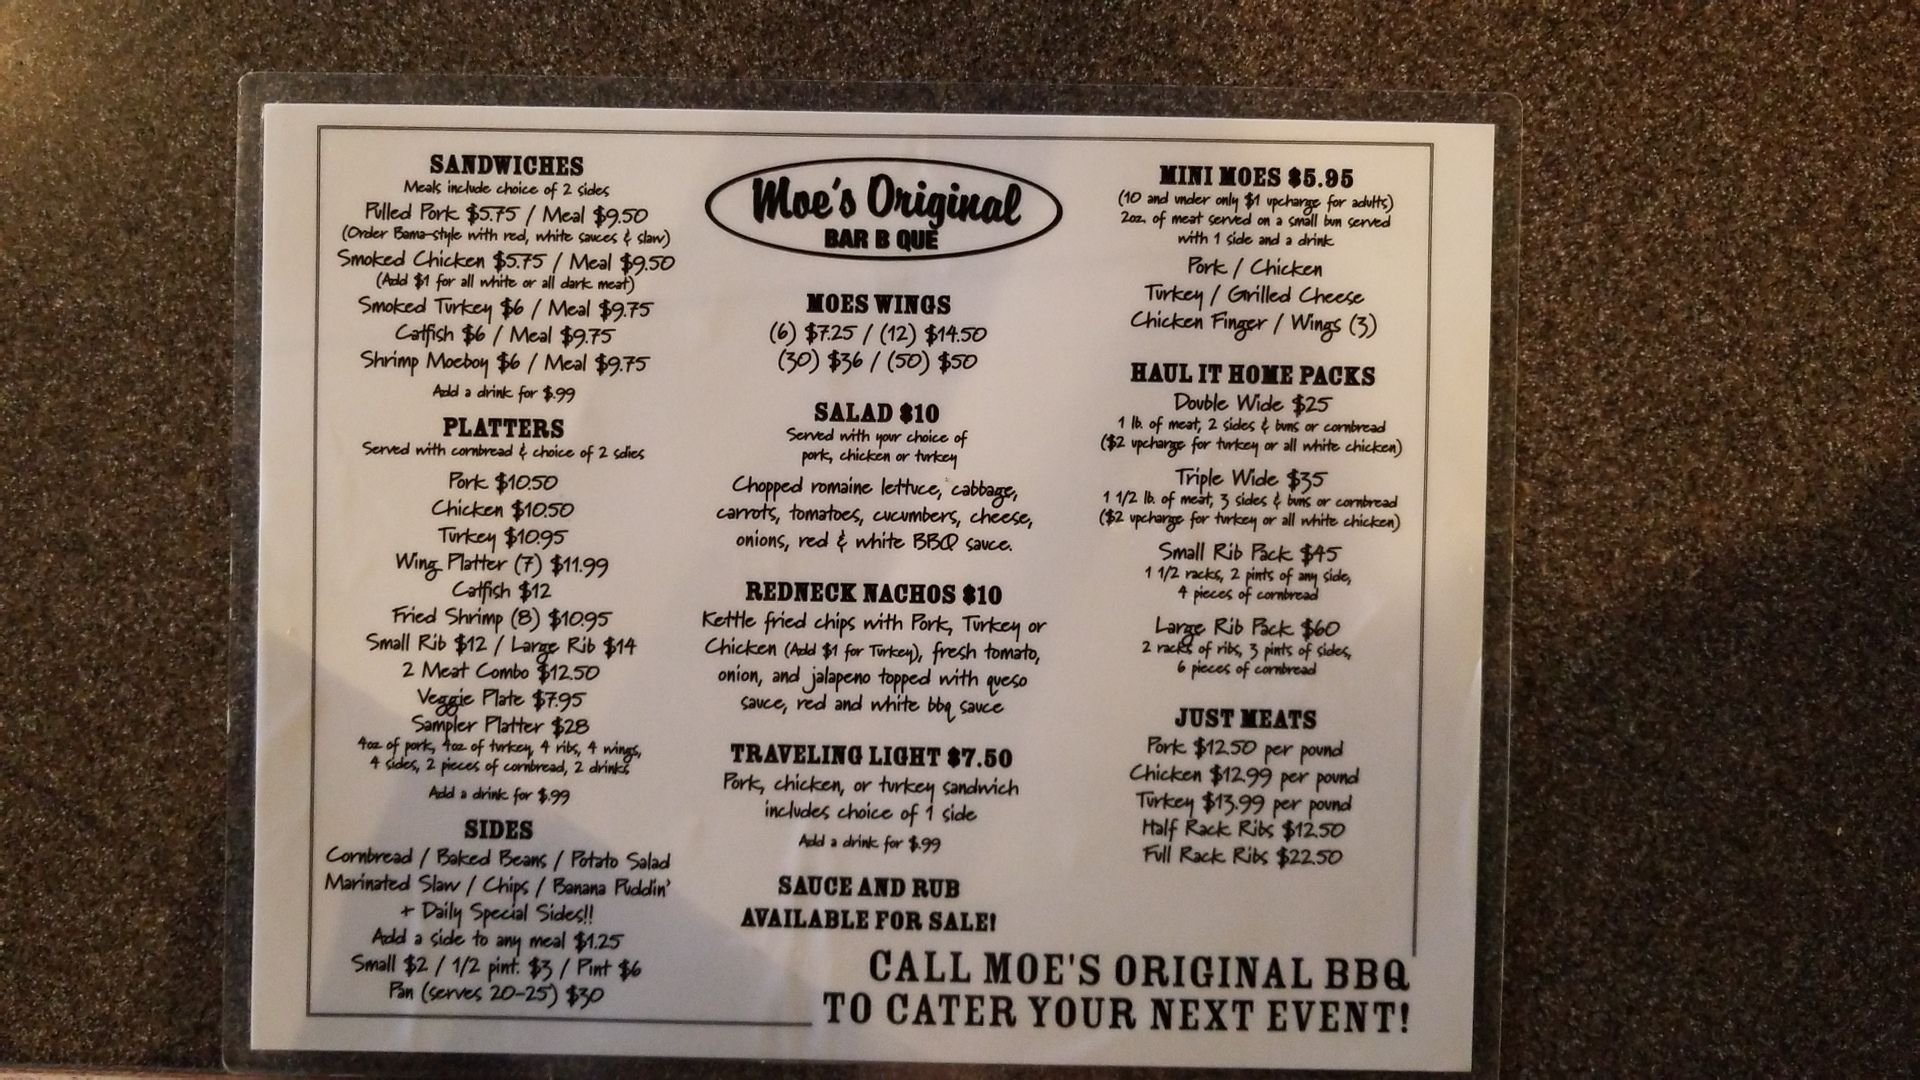 SANDWICHES
Meals include choice of 2 sides
Pulled Pork $5.75 / Meal $9.50
(Order Bama-style with red, white sauces & slaw)
Smoked Chicken $5.75 / Meal $9.50
(Add $1 for all white or all dark meat)
Smoked Turkey $6 / Meal $9.75
Catfish $6 / Meal $9.75
Shrimp Moeboy $6 / Meal $9.75
Add a drink for $.99
PLATTERS
Served with cornbread & choice of 2 sdies
Pork $10.50
Chicken $10.50
Turkey $10.95
Wing Platter (7) $11.99
Catfish $12
Fried Shrimp (8) $10.95
Small Rib $12 / Large Rib $14
2 Meat Combo $12.50
Veggie Plate $7.95
Sampler Platter $28
4oz of pork, 4oz of turkey, 4 ribs, 4 wings,
4 sides, 2 pieces of cornbread, 2 drinks
Add a drink for $.99
SIDES
Cornbread / Baked Beans / Potato Salad
Marinated Slaw / Chips / Banana Puddin'
+ Daily Special Sides!!
Add a side to any meal $1.25
Small $2 / 1/2 pint: $3 / Pint $6
Pan (serves 20-25) $30
Moe's Original
BAR B QUE
MOES WINGS
(6) $7.25 / (12) $14.50
(30) $36 / (50) $50
SALAD $10
Served with your choice of
pork, chicken or turkey
Chopped romaine lettuce, cabbage,
carrots, tomatoes, cucumbers, cheese,
onions, red & white BBQ sauce.
REDNECK NACHOS $10
Kettle fried chips with Pork, Turkey or
Chicken (Add $1 for Turkey), fresh tomato,
onion, and jalapeno topped with queso
sauce, red and white bbq sauce
TRAVELING LIGHT $7.50
Pork, chicken, or turkey sandwich
includes choice of 1 side
Add a drink for $.99
SAUCE AND RUB
AVAILABLE FOR SALE!
MINI MOES $5.95
(10 and under only $1 upcharge for adults)
2oz. of meat served on a small bun served
with 1 side and a drink
Pork / Chicken
Turkey / Grilled Cheese
Chicken Finger / Wings (3)
HAUL IT HOME PACKS
Double Wide $25
1 lb. of meat, 2 sides & buns or cornbread
($2 upcharge for turkey or all white chicken)
Triple Wide $35
1 1/2 lb. of meat, 3 sides & buns or cornbread
($2 upcharge for turkey or all white chicken)
Small Rib Pack $45
1 1/2 racks, 2 pints of any side,
4 pieces of cornbread
Large Rib Pack $60
2 racks of ribs, 3 pints of sides,
6 pieces of cornbread
JUST MEATS
Pork $12.50 per pound
Chicken $12.99 per pound
Turkey $13.99 per pound
Half Rack Ribs $12.50
Full Rack Ribs $22.50
CALL MOE'S ORIGINAL BBQ
TO CATER YOUR NEXT EVENT!